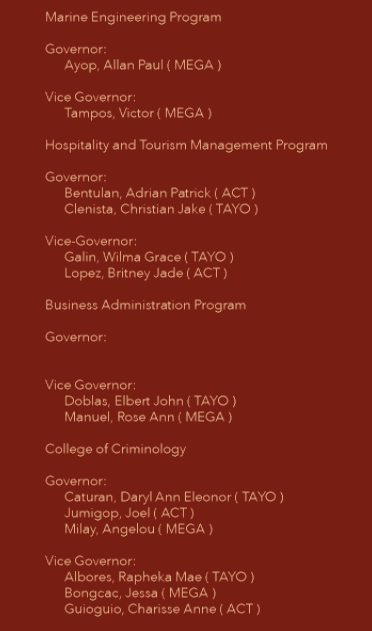 Marine Engineering Program
Governor:
Ayop, Allan Paul ( MEGA )
Vice Governor:
Tampos, Victor ( MEGA )
Hospitality and Tourism Management Program
Governor:
Bentulan, Adrian Patrick ( ACT )
Clenista, Christian Jake ( TAYO )
Vice-Governor:
Galin, Wilma Grace ( TAYO )
Lopez, Britney Jade ( ACT )
Business Administration Program
Governor:
Vice Governor:
Doblas, Elbert John ( TAYO )
Manuel, Rose Ann ( MEGA )
College of Criminology
Governor:
Caturan, Daryl Ann Eleonor ( TAYO )
Jumigop, Joel ( ACT )
Milay, Angelou ( MEGA )
Vice Governor:
Albores, Rapheka Mae ( TAYO )
Bongcac, Jessa ( MEGA )
Guioguio, Charisse Anne ( ACT )